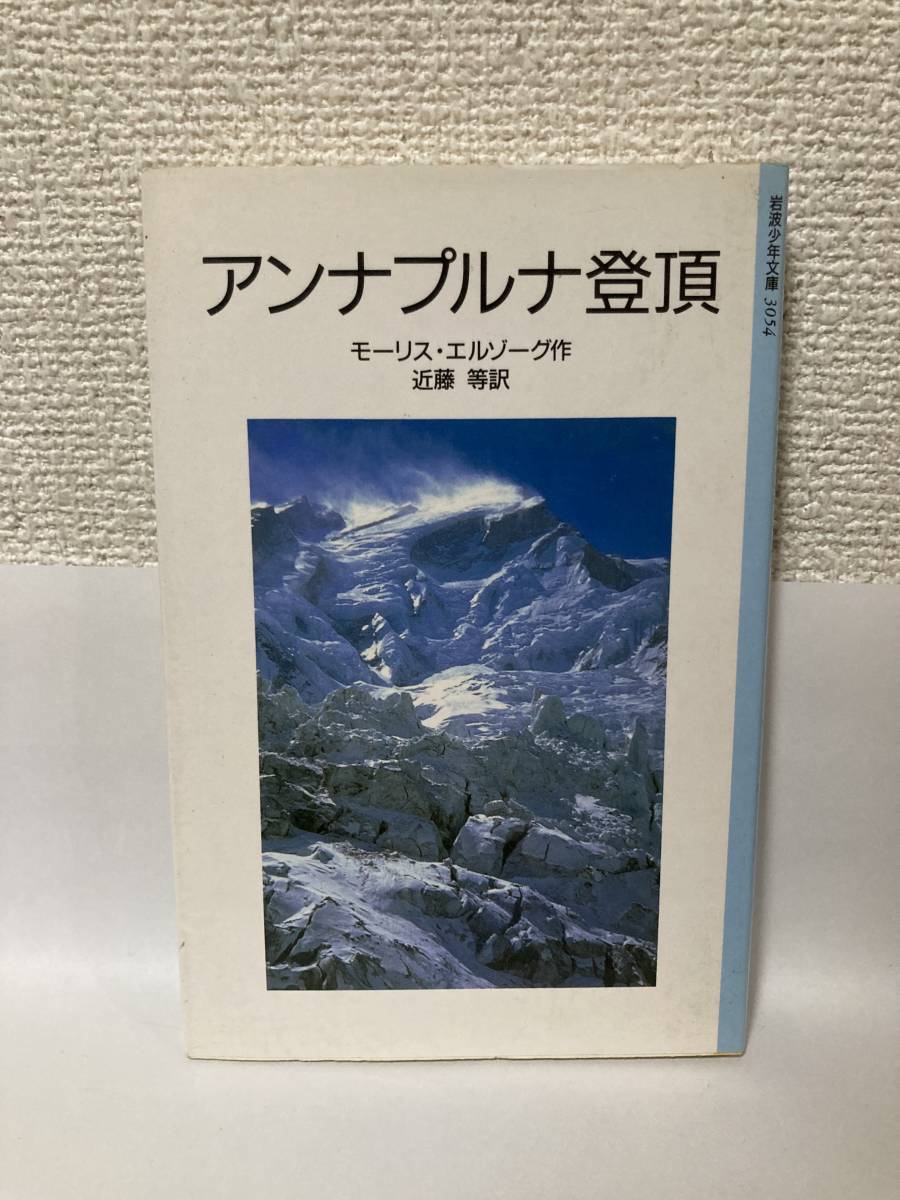 アンナプルナ登頂
モーリス・エルゾーグ作
近藤 等訳
岩波少年文庫 3054